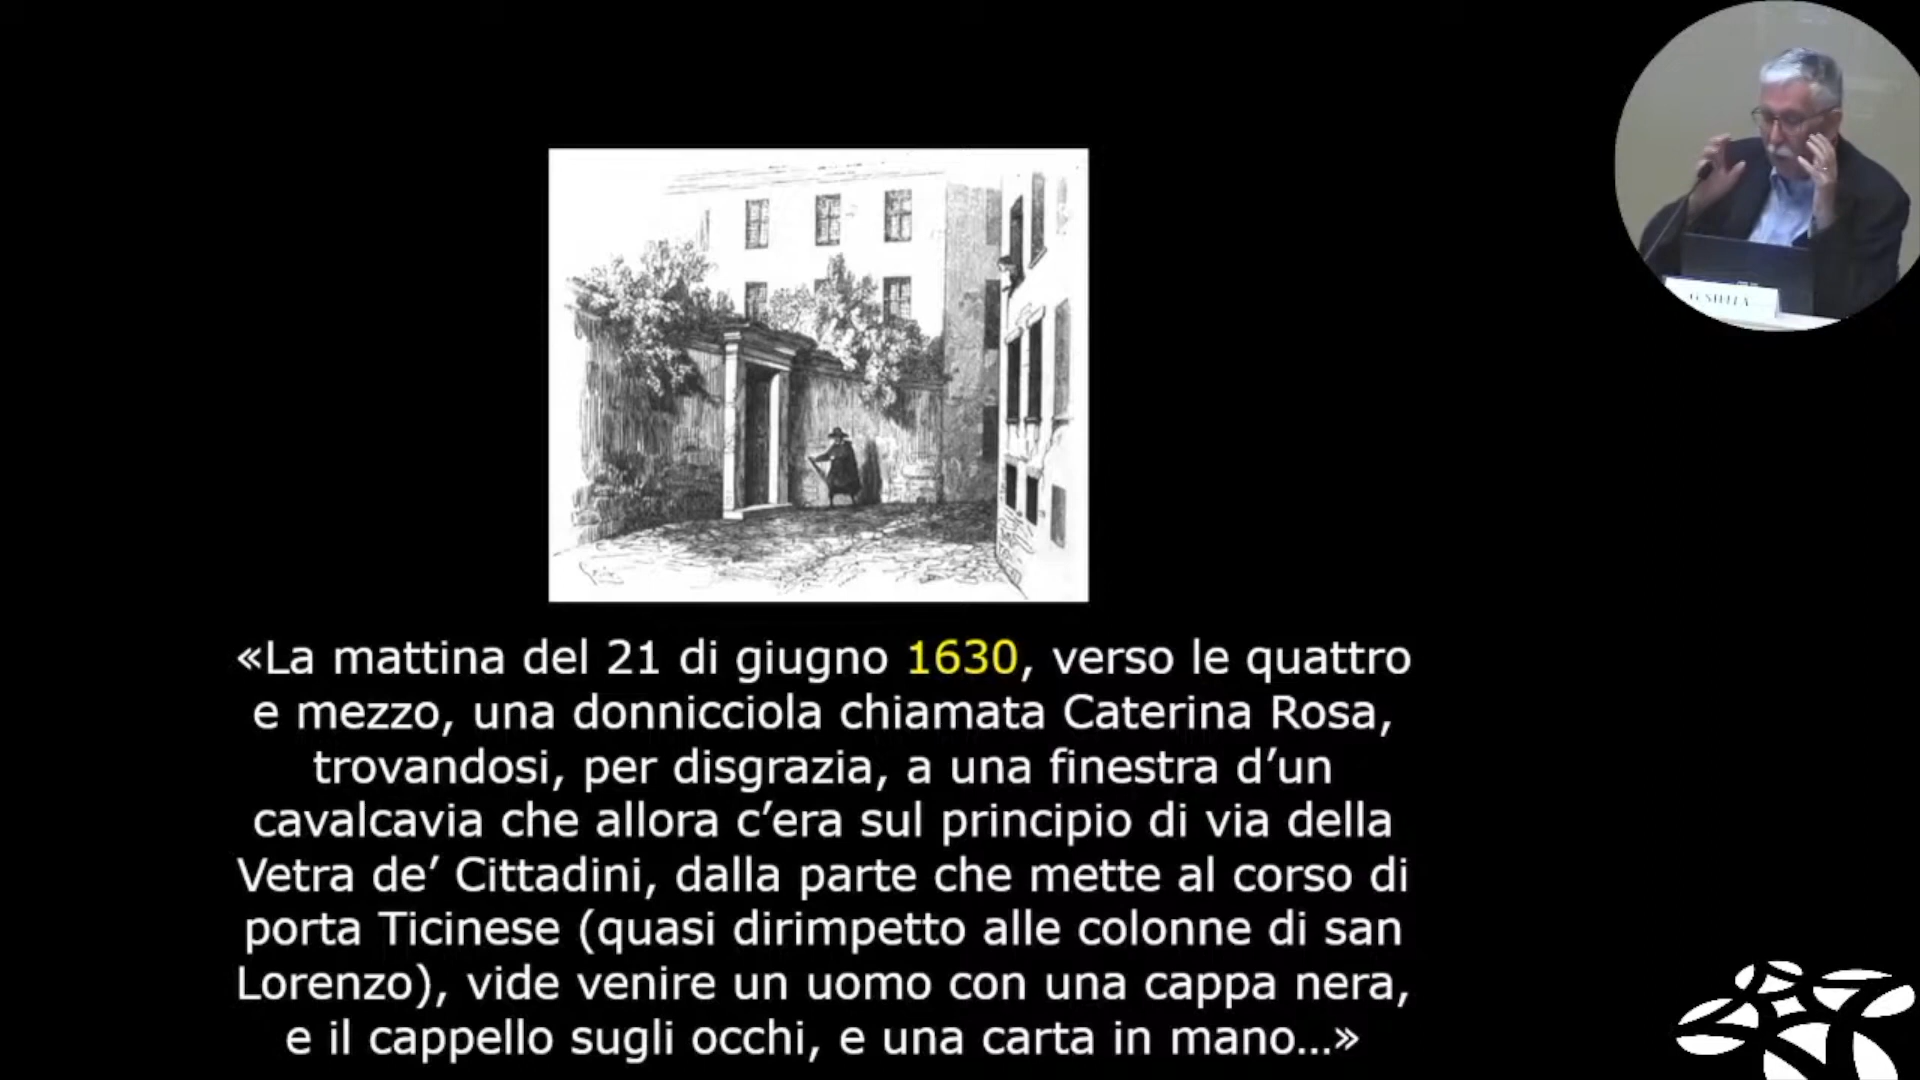 «La mattina del 21 di giugno 1630, verso le quattro
e mezzo, una donnicciola chiamata Caterina Rosa,
trovandosi, per disgrazia, a una finestra d’un
cavalcavia che allora c’era sul principio di via della
Vetra de’ Cittadini, dalla parte che mette al corso di
porta Ticinese (quasi dirimpetto alle colonne di san
Lorenzo), vide venire un uomo con una cappa nera,
e il cappello sugli occhi, e una carta in mano...»